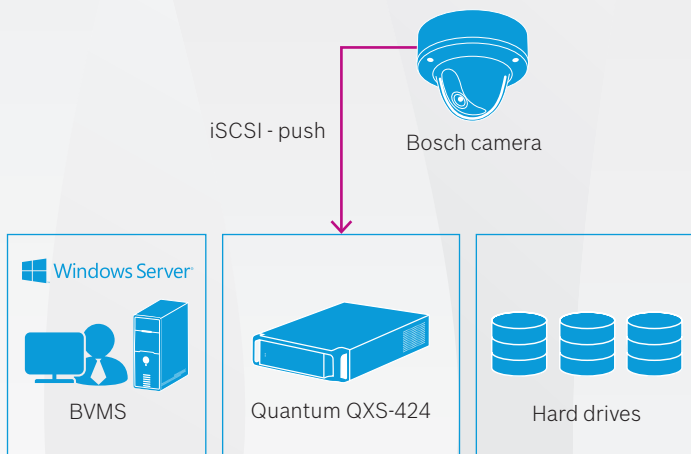 iSCSI - push
Bosch camera
Windows Server
BVMS
Quantum QXS-424
Hard drives